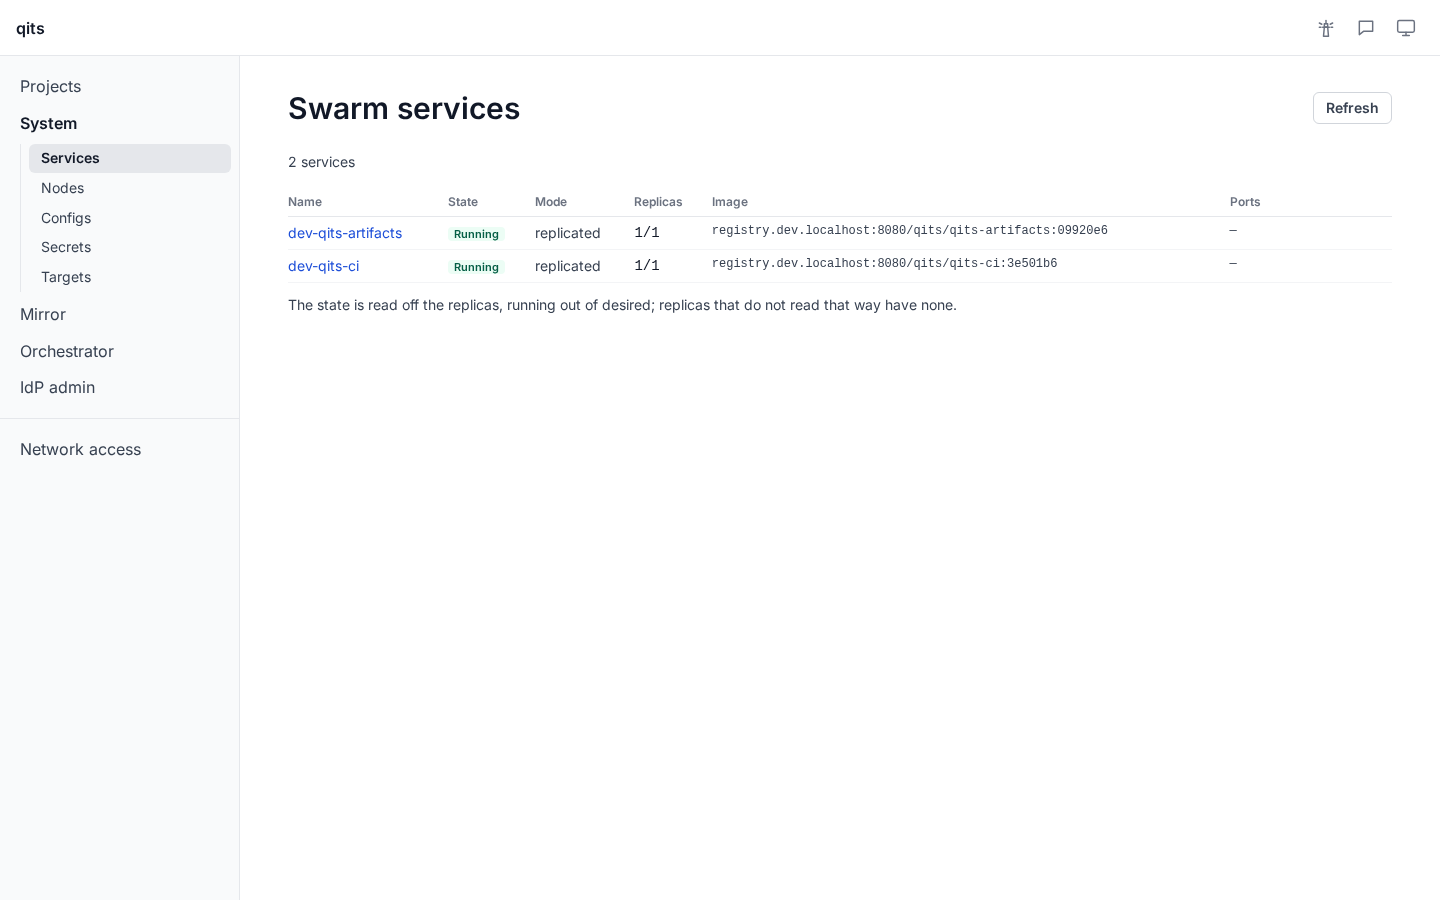 qits
Projects
System
Services
Nodes
Configs
Secrets
Targets
Mirror
Orchestrator
IdP admin
Network access
Swarm services
Refresh
2 services
Name State Mode Replicas Image Ports
dev-qits-artifacts Running replicated 1/1 registry.dev.localhost:8080/qits/qits-artifacts:09920e6 —
dev-qits-ci Running replicated 1/1 registry.dev.localhost:8080/qits/qits-ci:3e501b6 —
The state is read off the replicas, running out of desired; replicas that do not read that way have none.